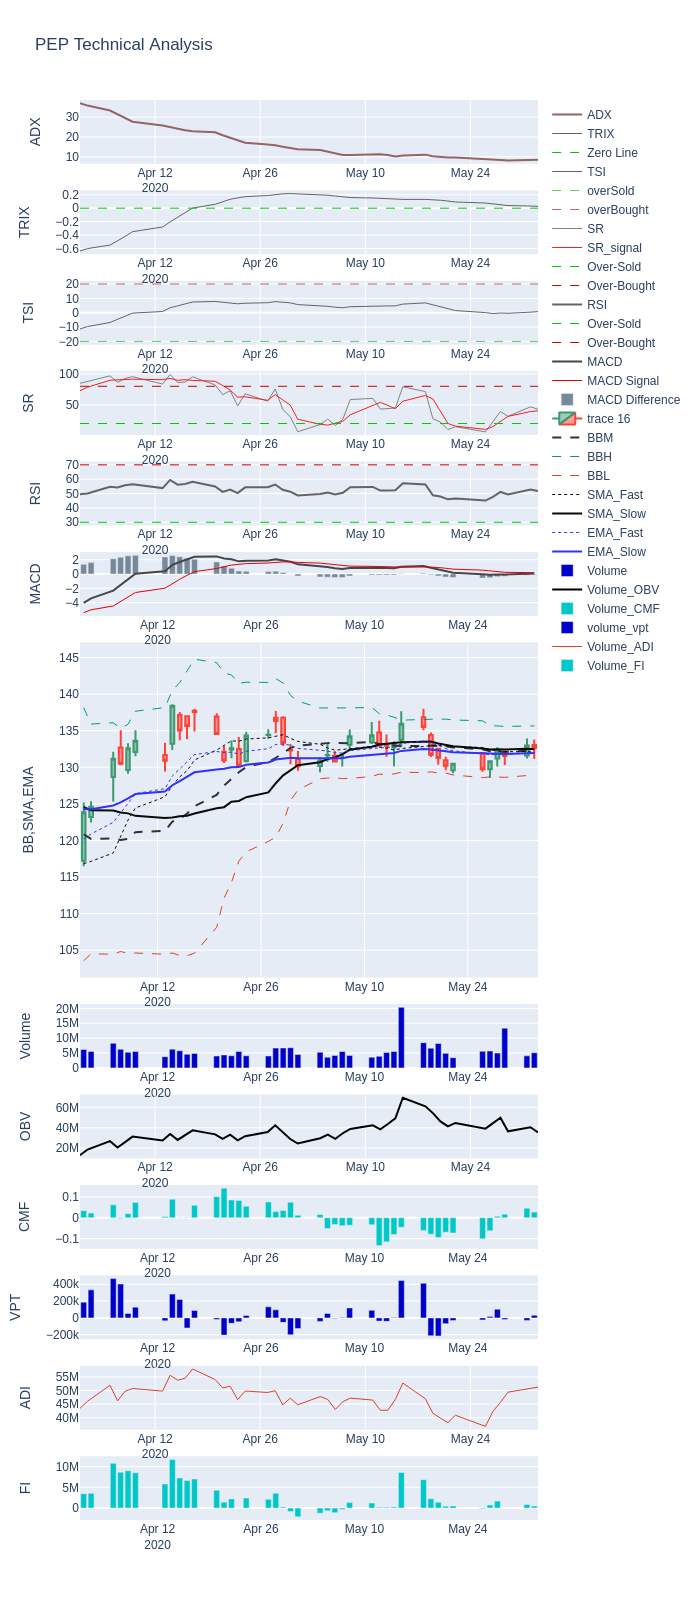 PEP Technical Analysis
ADX
30
20
10
Apr 12
2020
Apr 26
May 10
May 24
TRIX
0.2
0
−0.2
−0.4
−0.6
Apr 12
2020
Apr 26
May 10
May 24
TSI
20
10
0
−10
−20
Apr 12
2020
Apr 26
May 10
May 24
SR
100
50
Apr 12
2020
Apr 26
May 10
May 24
RSI
70
60
50
40
30
Apr 12
2020
Apr 26
May 10
May 24
MACD
2
0
−2
−4
Apr 12
2020
Apr 26
May 10
May 24
BB,SMA,EMA
145
140
135
130
125
120
115
110
105
Apr 12
2020
Apr 26
May 10
May 24
Volume
20M
15M
10M
5M
0
Apr 12
2020
Apr 26
May 10
May 24
OBV
60M
40M
20M
Apr 12
2020
Apr 26
May 10
May 24
CMF
0.1
0
−0.1
Apr 12
2020
Apr 26
May 10
May 24
VPT
400k
200k
0
−200k
Apr 12
2020
Apr 26
May 10
May 24
ADI
55M
50M
45M
40M
Apr 12
2020
Apr 26
May 10
May 24
FI
10M
5M
0
Apr 12
2020
Apr 26
May 10
May 24
ADX
TRIX
Zero Line
TSI
overSold
overBought
SR
SR_signal
Over-Sold
Over-Bought
RSI
Over-Sold
Over-Bought
MACD
MACD Signal
MACD Difference
trace 16
BBM
BBH
BBL
SMA_Fast
SMA_Slow
EMA_Fast
EMA_Slow
Volume
Volume_OBV
Volume_CMF
volume_vpt
Volume_ADI
Volume_FI